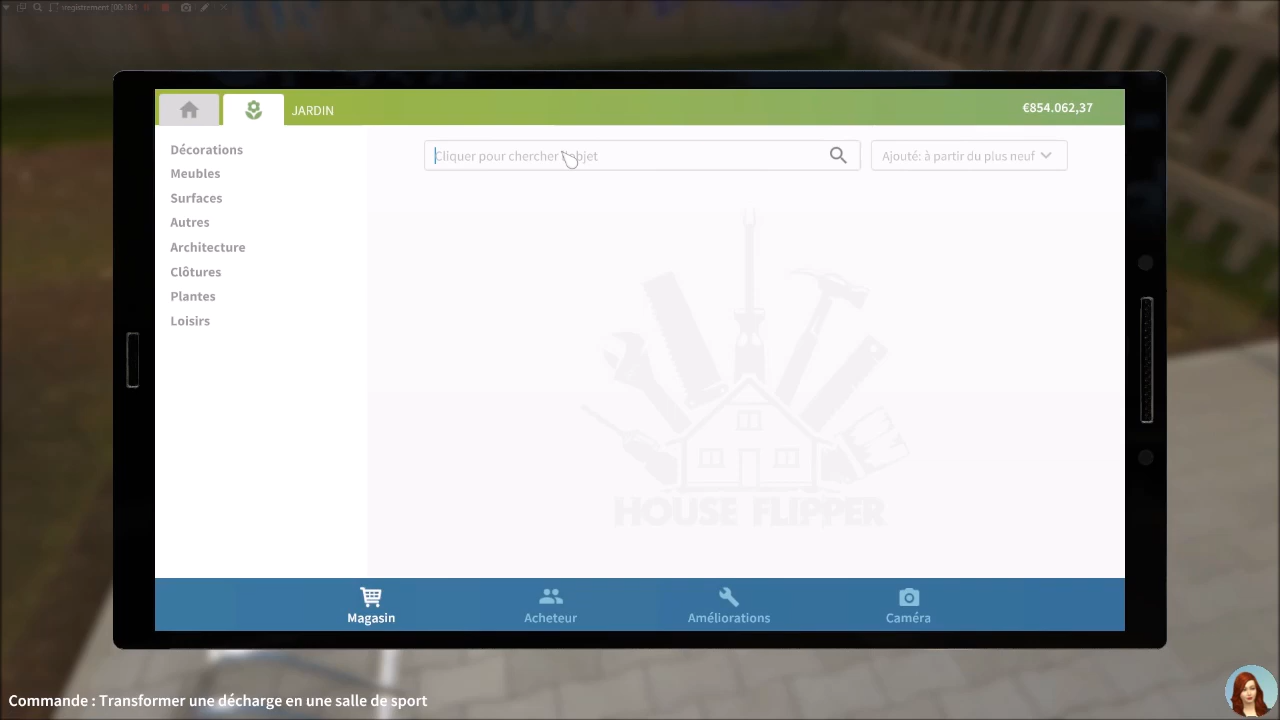 JARDIN
€854.062,37
Cliquer pour chercher
Ajouté: à partir du plus neuf
Décorations
Meubles
Surfaces
Autres
Architecture
Clôtures
Plantes
Loisirs
HOUSE FLIPPER
Magasin
Acheteur
Améliorations
Caméra
Commande : Transformer une décharge en une salle de sport